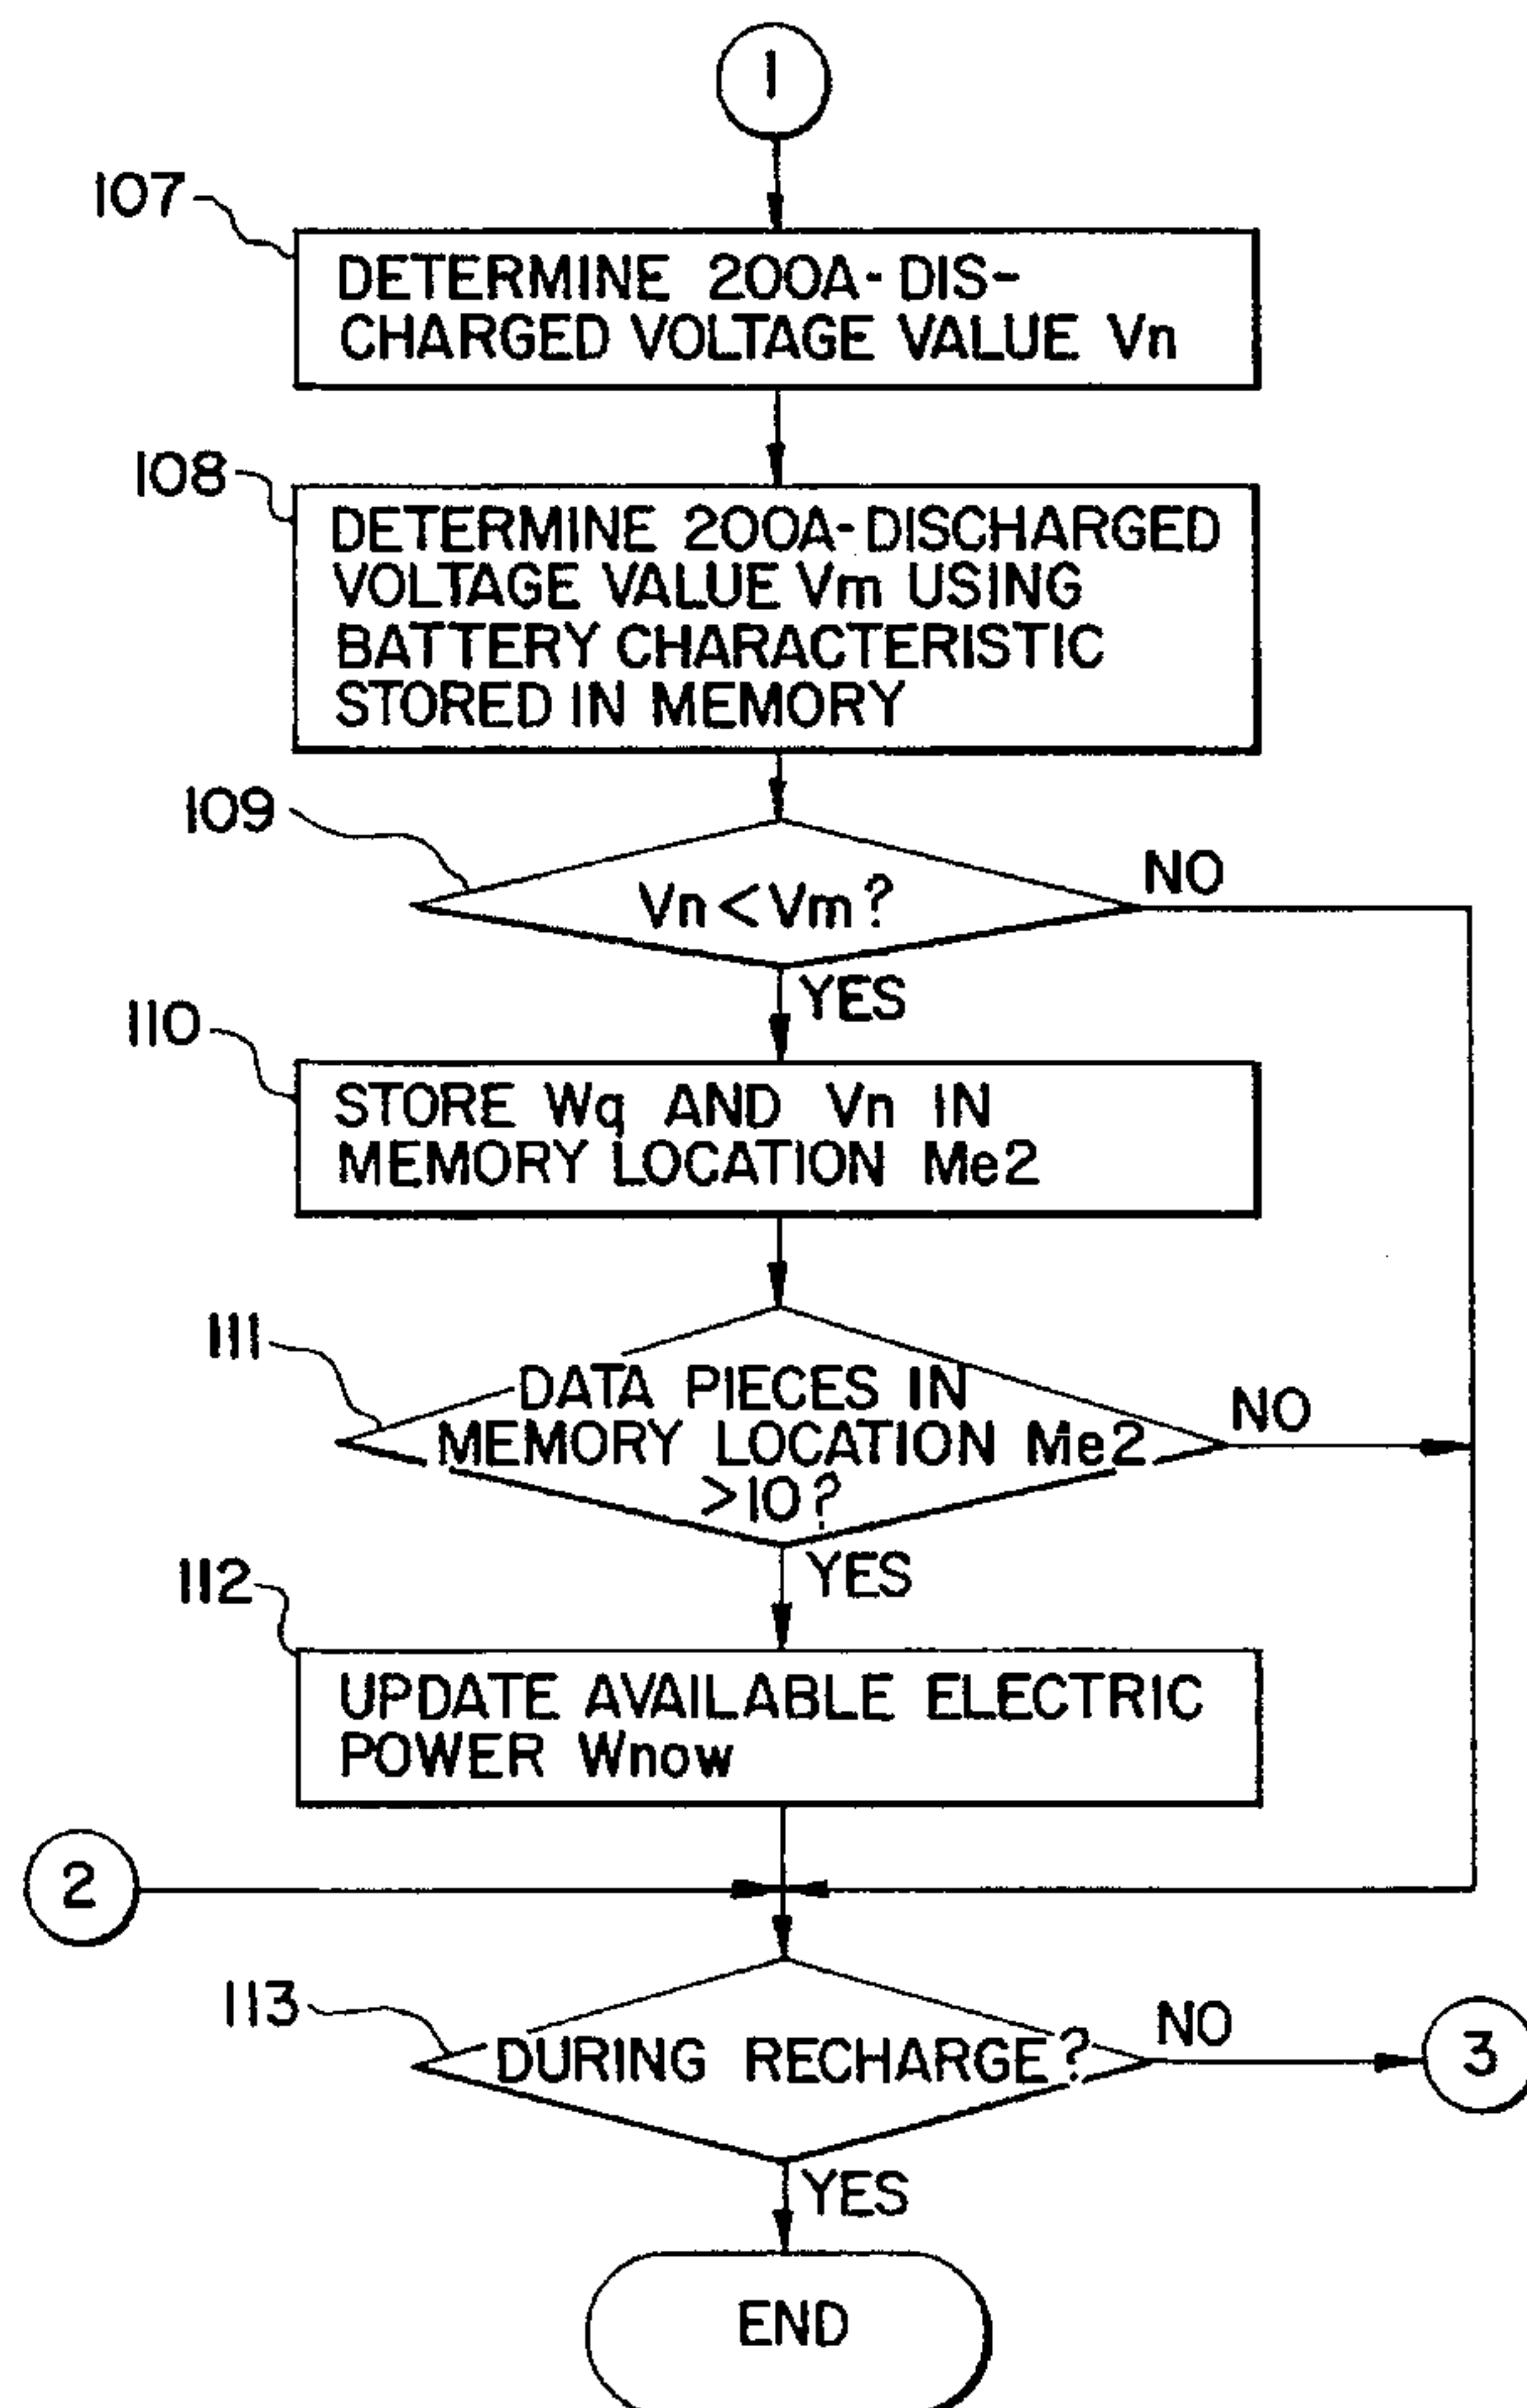 1
107
DETERMINE 200A-DIS-
CHARGED VOLTAGE VALUE Vn
108
DETERMINE 200A-DISCHARGED
VOLTAGE VALUE Vm USING
BATTERY CHARACTERISTIC
STORED IN MEMORY
109
Vn<Vm?
NO
YES
110
STORE Wq AND Vn IN
MEMORY LOCATION Me2
111
DATA PIECES IN
MEMORY LOCATION Me2
>10?
NO
YES
112
UPDATE AVAILABLE ELECTRIC
POWER Wnow
2
113
DURING RECHARGE?
NO
3
YES
END